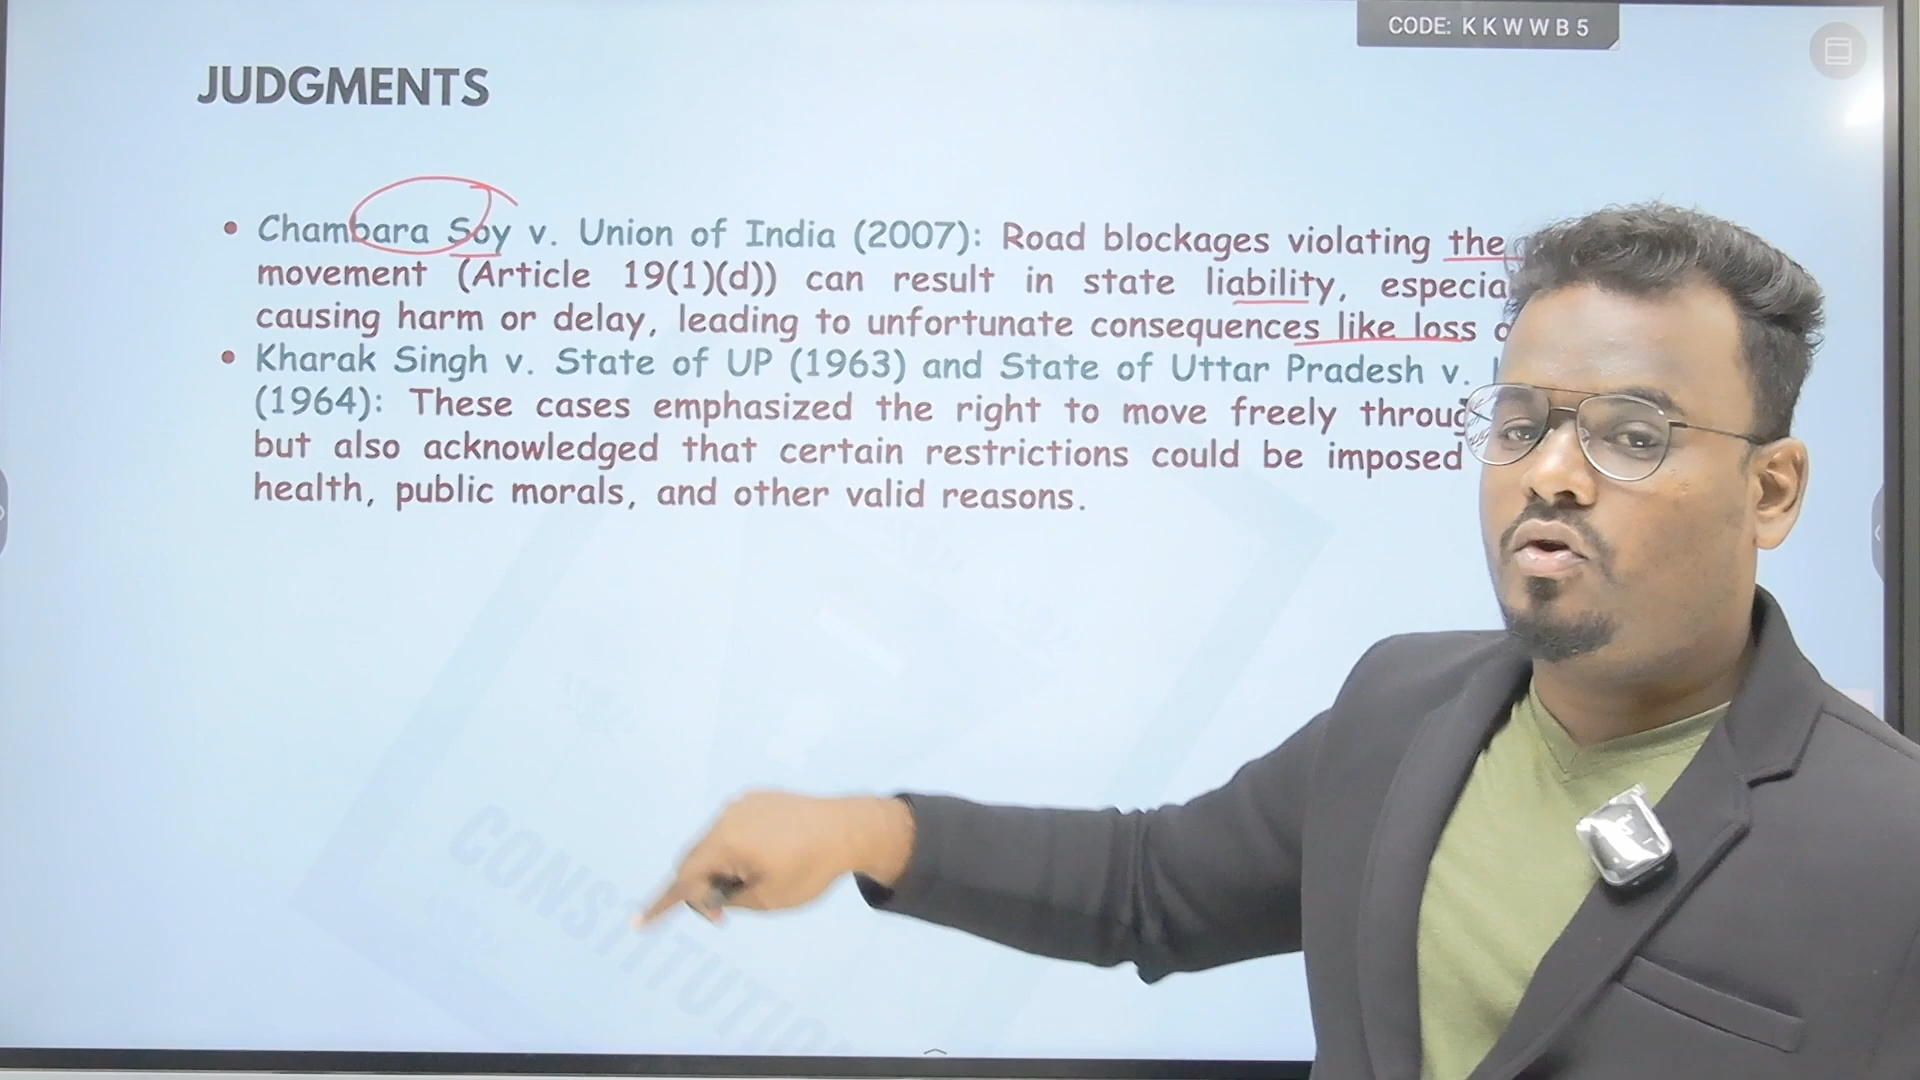 CODE: K K W W B 5
JUDGMENTS
• Chambara Soy v. Union of India (2007): Road blockages violating the
movement (Article 19(1)(d)) can result in state liability,
causing harm or delay, leading to unfortunate consequences like loss
• Kharak Singh v. State of UP (1963) and State of Uttar Pradesh v.
(1964): These cases emphasized the right to move freely
but also acknowledged that certain restrictions could be imposed
health, public morals, and other valid reasons.